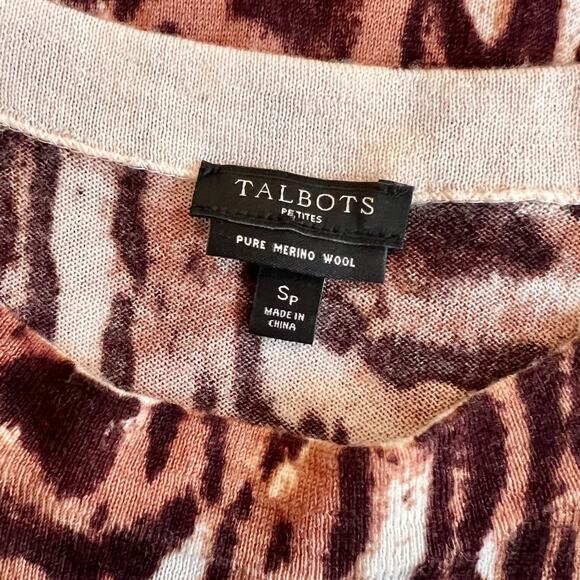 TALBOTS
PETITES
PURE MERINO WOOL
SP
MADE IN
CHINA